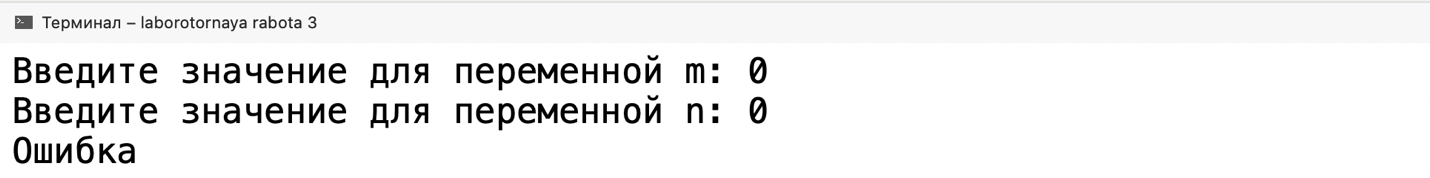 Терминал – laborotornaya rabota 3
Введите значение для переменной m: 0
Введите значение для переменной n: 0
Ошибка